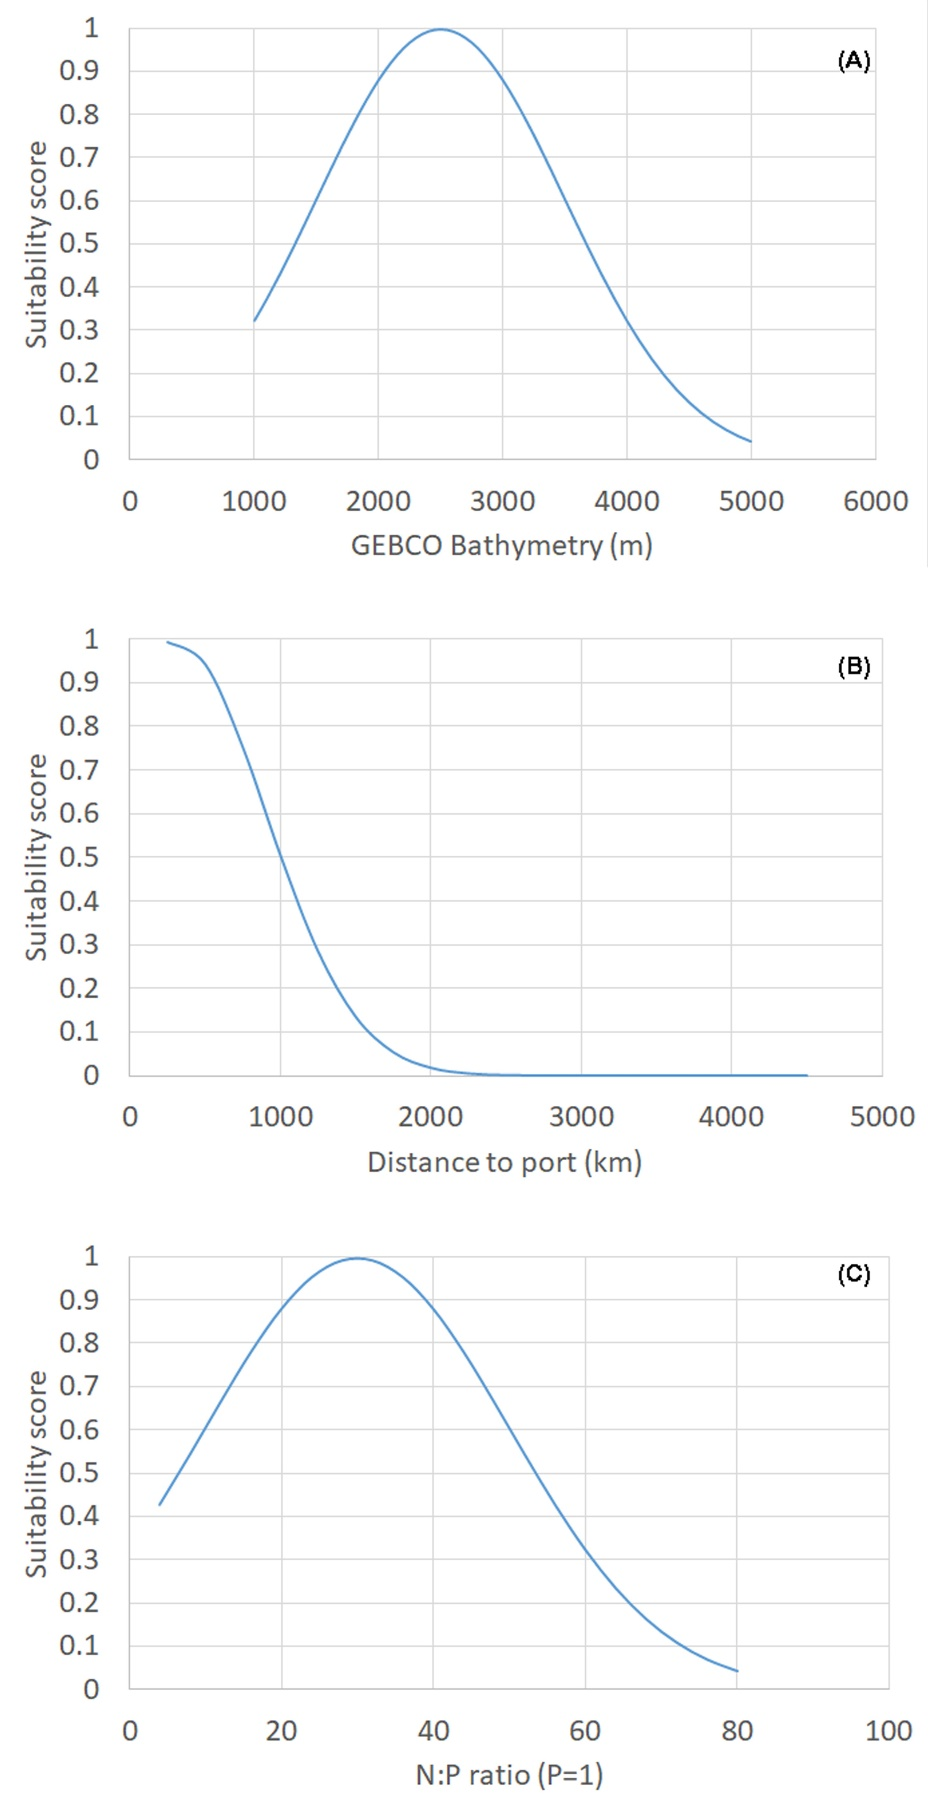 (A)
Suitability score
1
0.9
0.8
0.7
0.6
0.5
0.4
0.3
0.2
0.1
0
0 1000 2000 3000 4000 5000 6000
GEBCO Bathymetry (m)
(B)
Suitability score
1
0.9
0.8
0.7
0.6
0.5
0.4
0.3
0.2
0.1
0
0 1000 2000 3000 4000 5000
Distance to port (km)
(C)
Suitability score
1
0.9
0.8
0.7
0.6
0.5
0.4
0.3
0.2
0.1
0
0 20 40 60 80 100
N:P ratio (P=1)